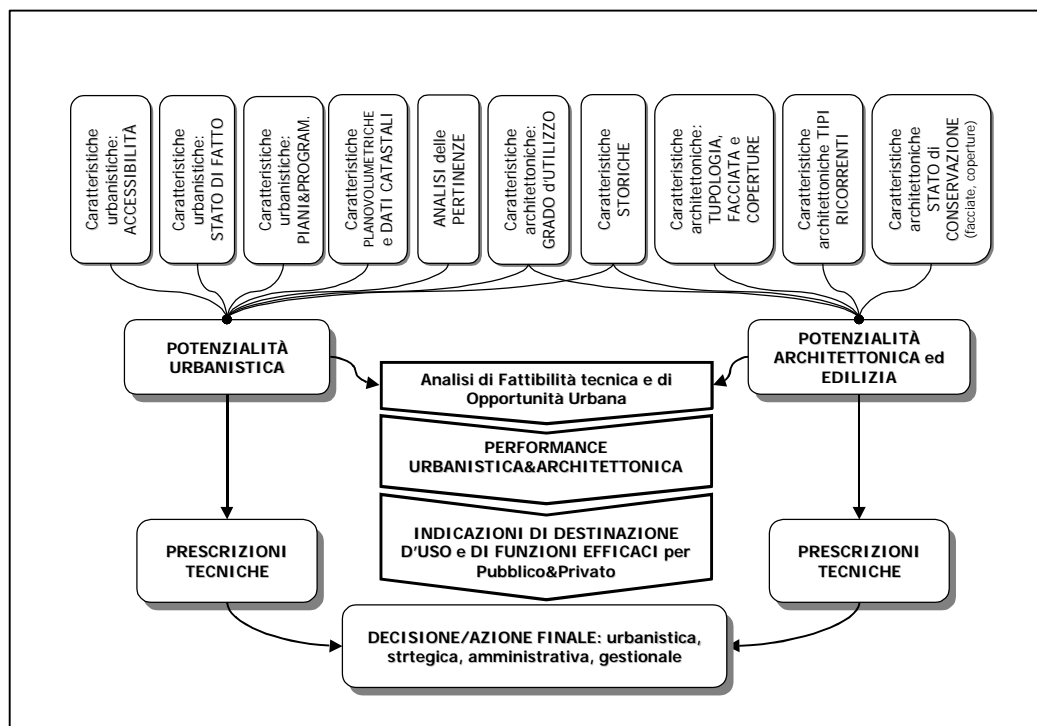 Caratteristiche
urbanistiche:
ACCESSIBILITÀ
Caratteristiche
urbanistiche:
STATO DI FATTO
Caratteristiche
urbanistiche:
PIANI&PROGRAM.
Caratteristiche
PLANOVOLUMETRICHE
e DATI CATASTALI
ANALISI delle
PERTINENZE
Caratteristiche
architettoniche:
GRADO d'UTILIZZO
Caratteristiche
STORICHE
Caratteristiche
architettoniche:
TIPOLOGIA,
FACCIATA e
COPERTURE
Caratteristiche
architettoniche TIPI
RICORRENTI
Caratteristiche
architettoniche
STATO di
CONSERVAZIONE
(facciate, coperture)
POTENZIALITÀ
URBANISTICA
POTENZIALITÀ
ARCHITETTONICA ed
EDILIZIA
Analisi di Fattibilità tecnica e di
Opportunità Urbana
PERFORMANCE
URBANISTICA&ARCHITETTONICA
PRESCRIZIONI
TECNICHE
INDICAZIONI DI DESTINAZIONE
D'USO e DI FUNZIONI EFFICACI per
Pubblico&Privato
PRESCRIZIONI
TECNICHE
DECISIONE/AZIONE FINALE: urbanistica,
strtegica, amministrativa, gestionale